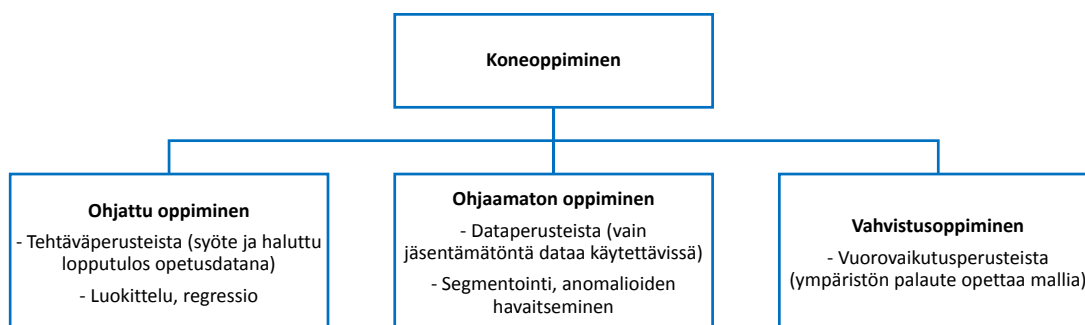 Koneoppiminen
Ohjattu oppiminen
- Tehtäväperusteista (syöte ja haluttu
lopputulos opetusdatana)
- Luokittelu, regressio
Ohjaamaton oppiminen
- Dataperusteista (vain
jäsentämätöntä dataa käytettävissä)
- Segmentointi, anomalioiden
havaitseminen
Vahvistusoppiminen
- Vuorovaikutusperusteista
(ympäristön palaute opettaa mallia)